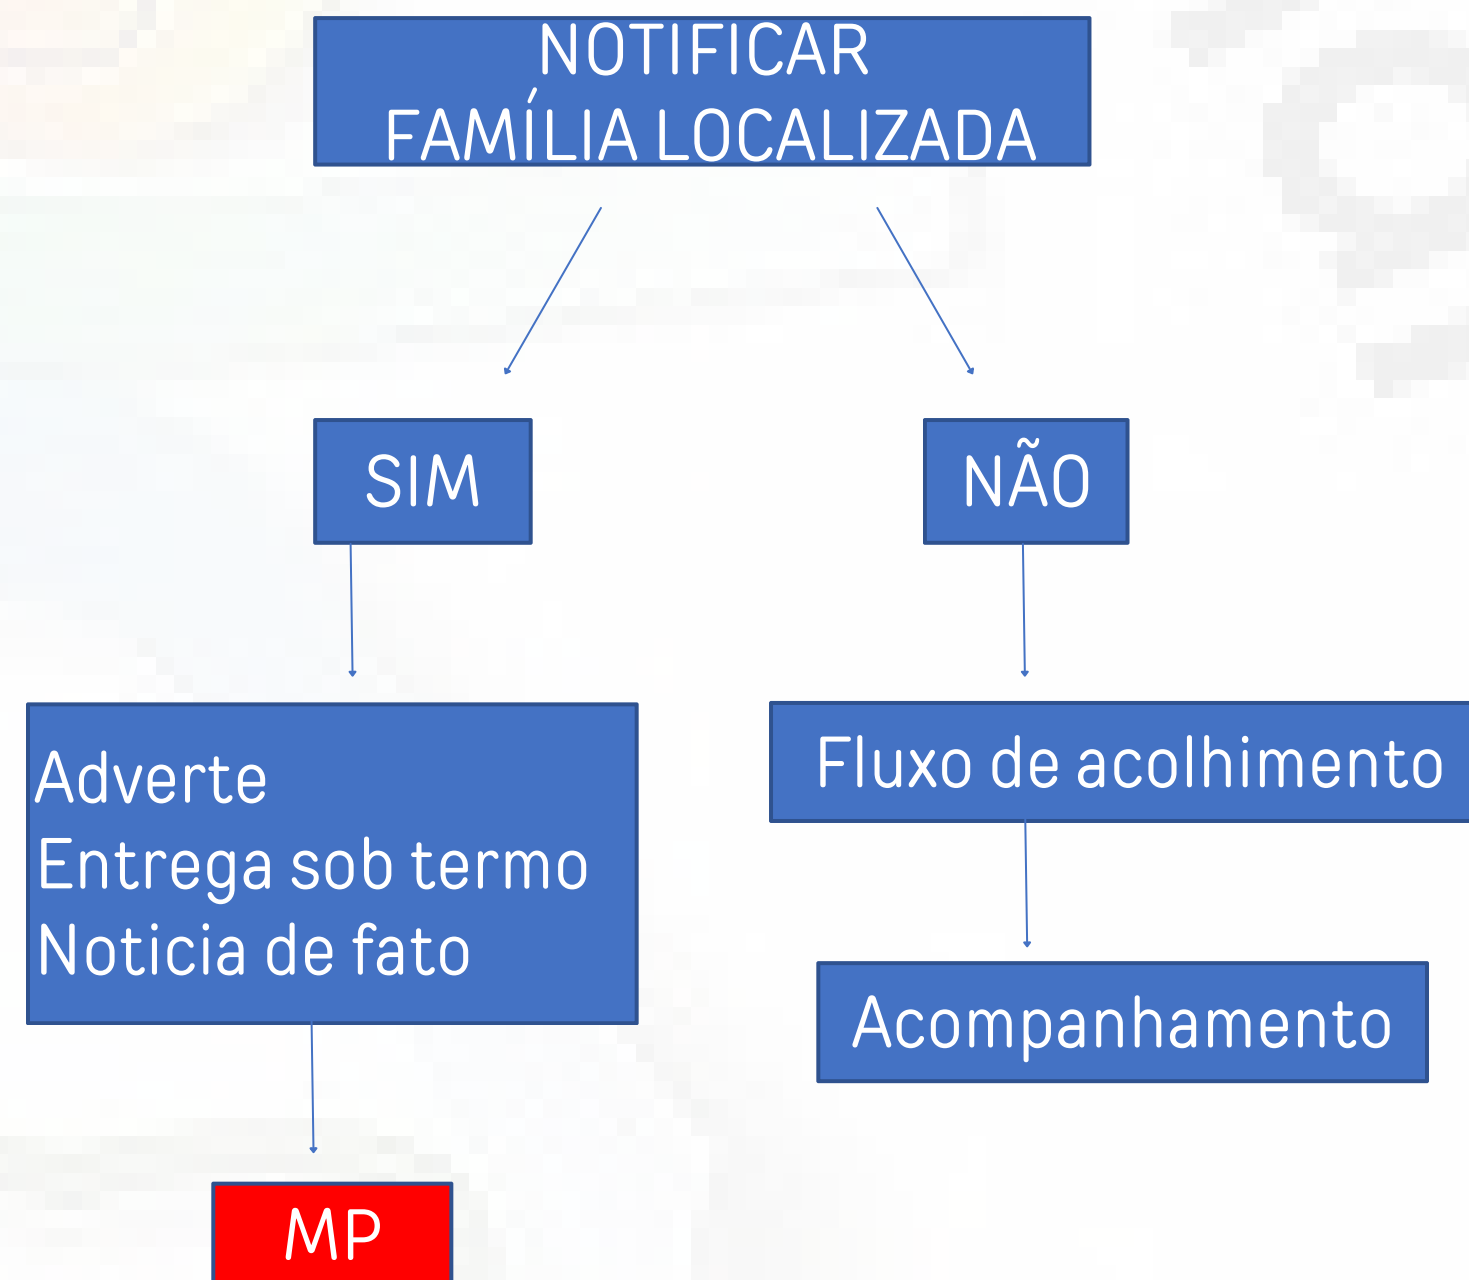 NOTIFICAR
FAMÍLIA LOCALIZADA
SIM
NÃO
Adverte
Entrega sob termo
Noticia de fato
Fluxo de acolhimento
Acompanhamento
MP